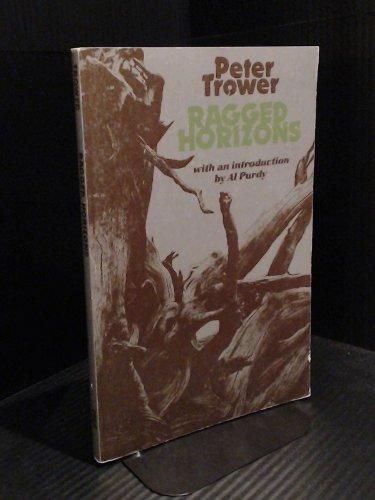 Peter
Trower
RAGGED
HORIZONS
with an introduction
by Al Purdy